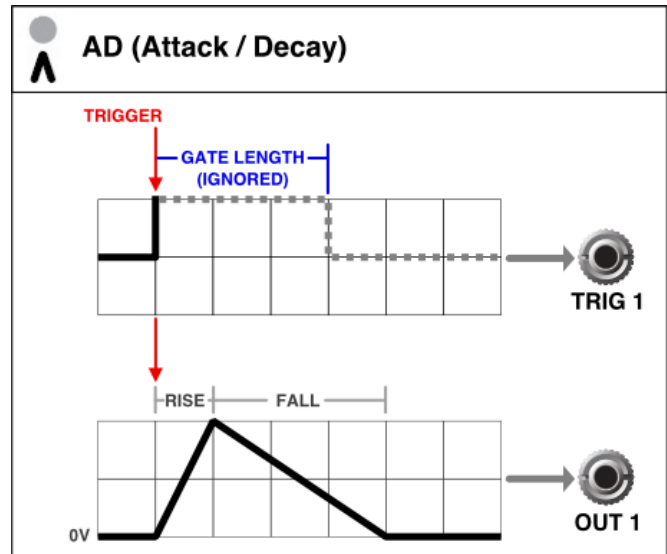 AD (Attack / Decay)
TRIGGER
GATE LENGTH
(IGNORED)
TRIG 1
RISE
FALL
0V
OUT 1